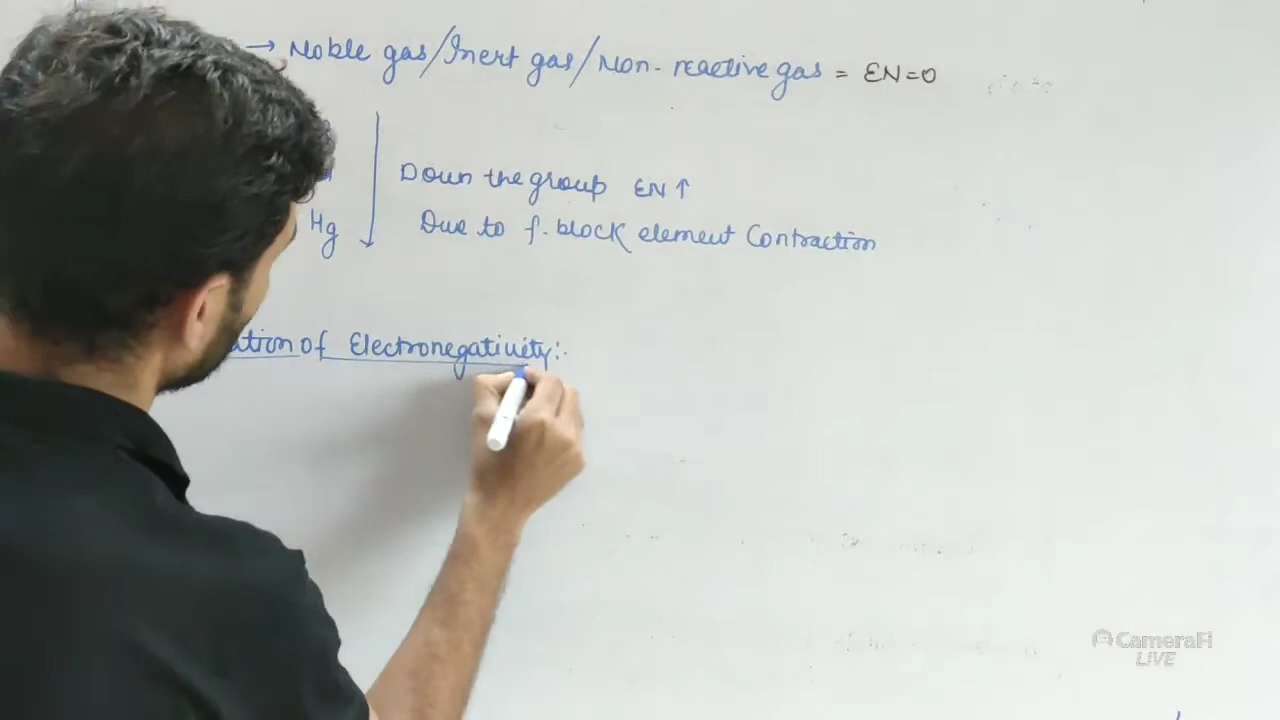 → Noble gas/Inert gas/Non-reactive gas = EN=0
Down the group EN↑
Hg
Due to f-block element Contraction
ation of Electronegativity:-
CameraFi
LIVE